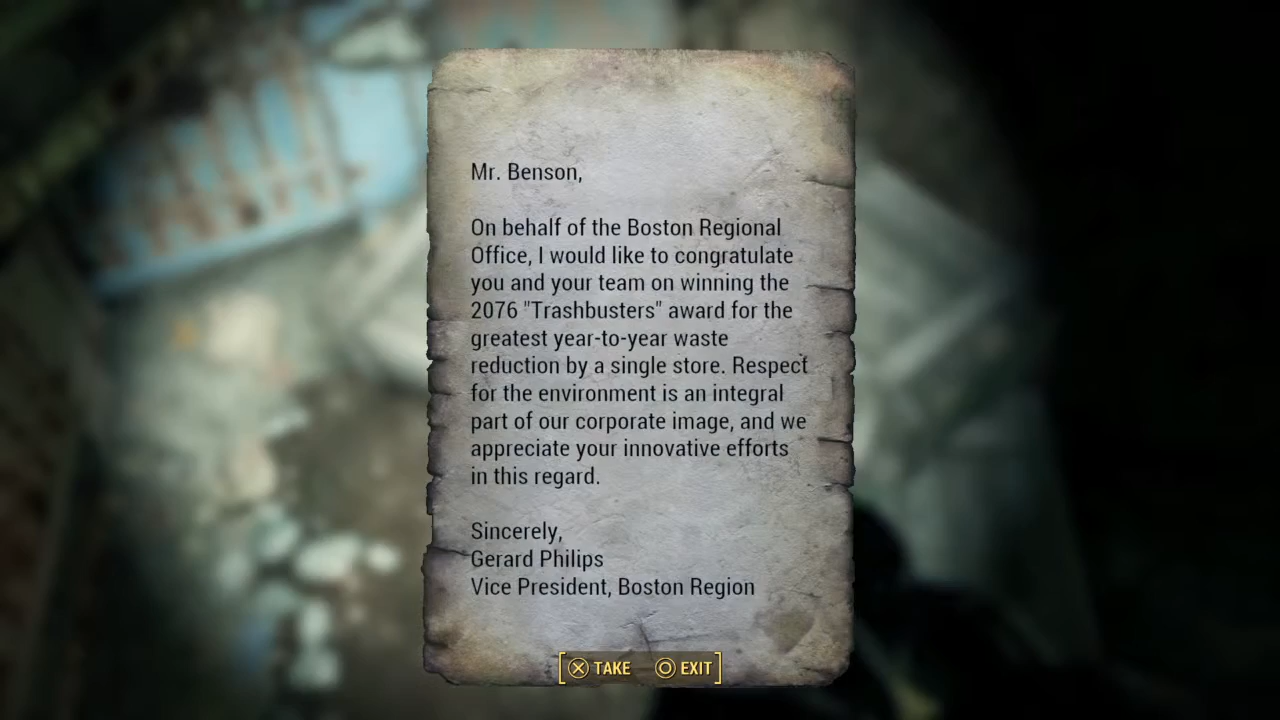 Mr. Benson,
On behalf of the Boston Regional
Office, I would like to congratulate
you and your team on winning the
2076 "Trashbusters" award for the
greatest year-to-year waste
reduction by a single store. Respect
for the environment is an integral
part of our corporate image, and we
appreciate your innovative efforts
in this regard.
Sincerely,
Gerard Philips
Vice President, Boston Region
TAKE EXIT